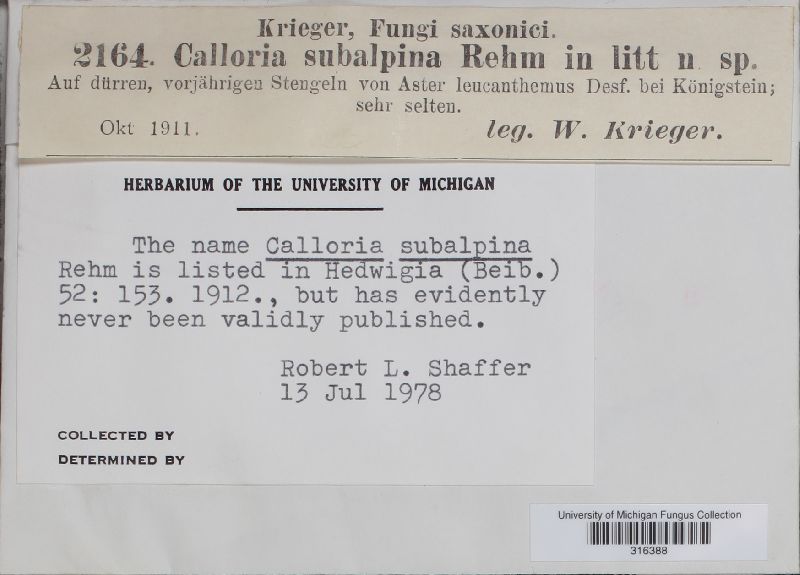 Krieger, Fungi saxonici.
2164. Calloria subalpina Rehm in litt n. sp.
Auf dürren, vorjährigen Stengeln von Aster leucanthemus Desf. bei Königstein;
sehr selten.
Okt 1911.
leg. W. Krieger.
HERBARIUM OF THE UNIVERSITY OF MICHIGAN
The name Calloria subalpina
Rehm is listed in Hedwigia (Beib.)
52: 153. 1912., but has evidently
never been validly published.
Robert L. Shaffer
13 Jul 1978
COLLECTED BY
DETERMINED BY
University of Michigan Fungus Collection
316388